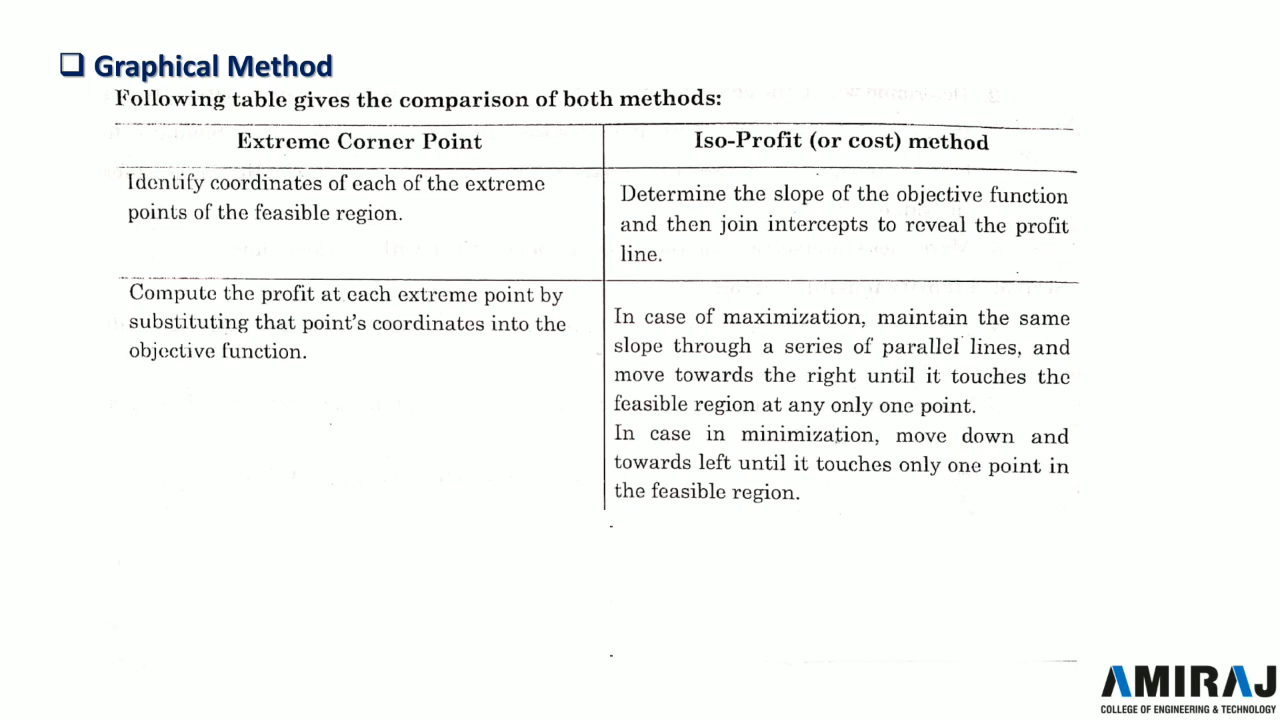 Graphical Method
Following table gives the comparison of both methods:
Extreme Corner Point
Iso-Profit (or cost) method
Identify coordinates of each of the extreme
points of the feasible region.
Determine the slope of the objective function
and then join intercepts to reveal the profit
line.
Compute the profit at each extreme point by
substituting that point's coordinates into the
objective function.
In case of maximization, maintain the same
slope through a series of parallel lines, and
move towards the right until it touches the
feasible region at any only one point.
In case in minimization, move down and
towards left until it touches only one point in
the feasible region.
AMIRAJ
COLLEGE OF ENGINEERING & TECHNOLOGY